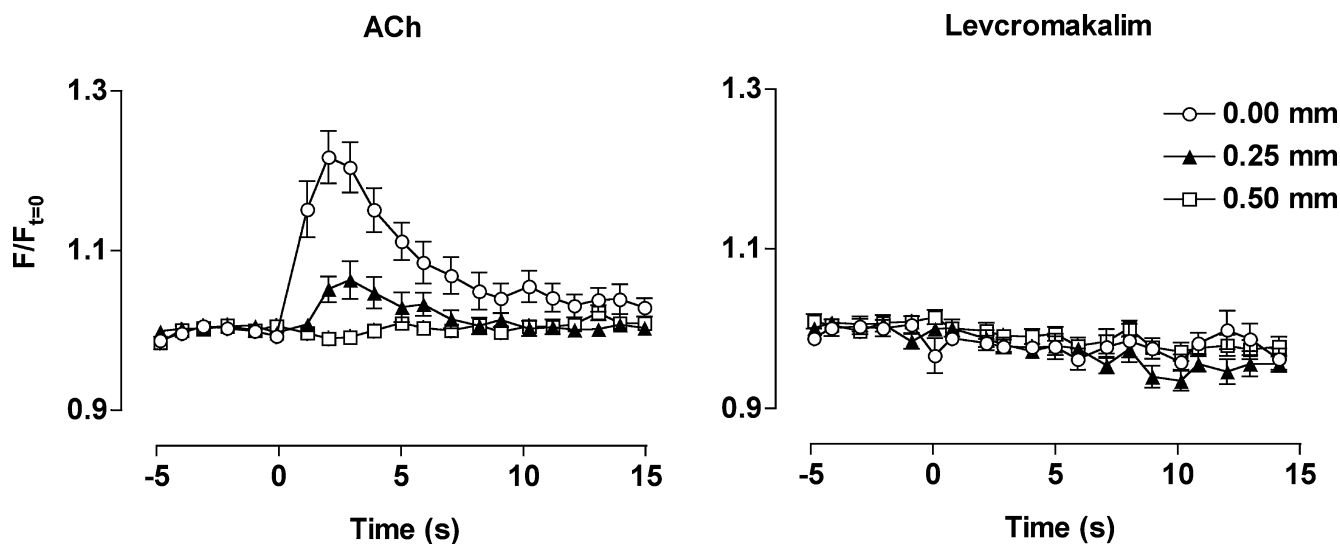 ACh
1.3
1.1
0.9
F/Ft=0
-5 0 5 10 15
Time (s)
Levcromakalim
1.3
1.1
0.9
0.00 mm
0.25 mm
0.50 mm
-5 0 5 10 15
Time (s)